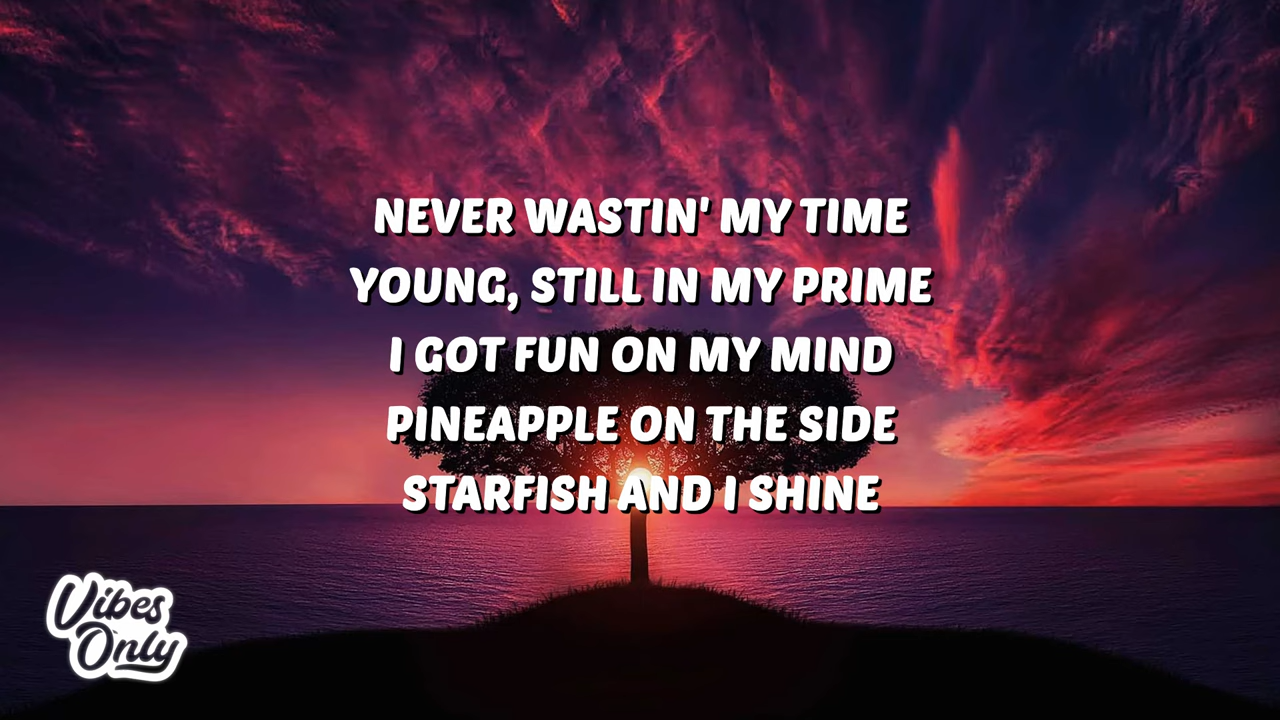 NEVER WASTIN' MY TIME
YOUNG, STILL IN MY PRIME
I GOT FUN ON MY MIND
PINEAPPLE ON THE SIDE
STARFISH AND I SHINE
Vibes
Only